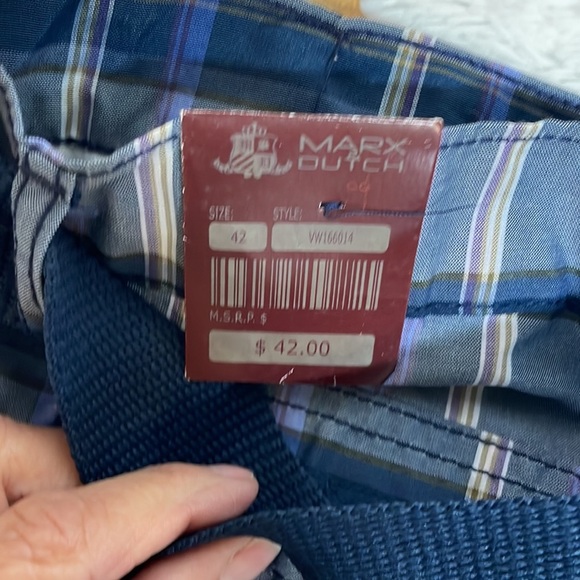 MARX
& DUTCH
SIZE: STYLE:
42 VW166014
M.S.R.P. $
$ 42.00